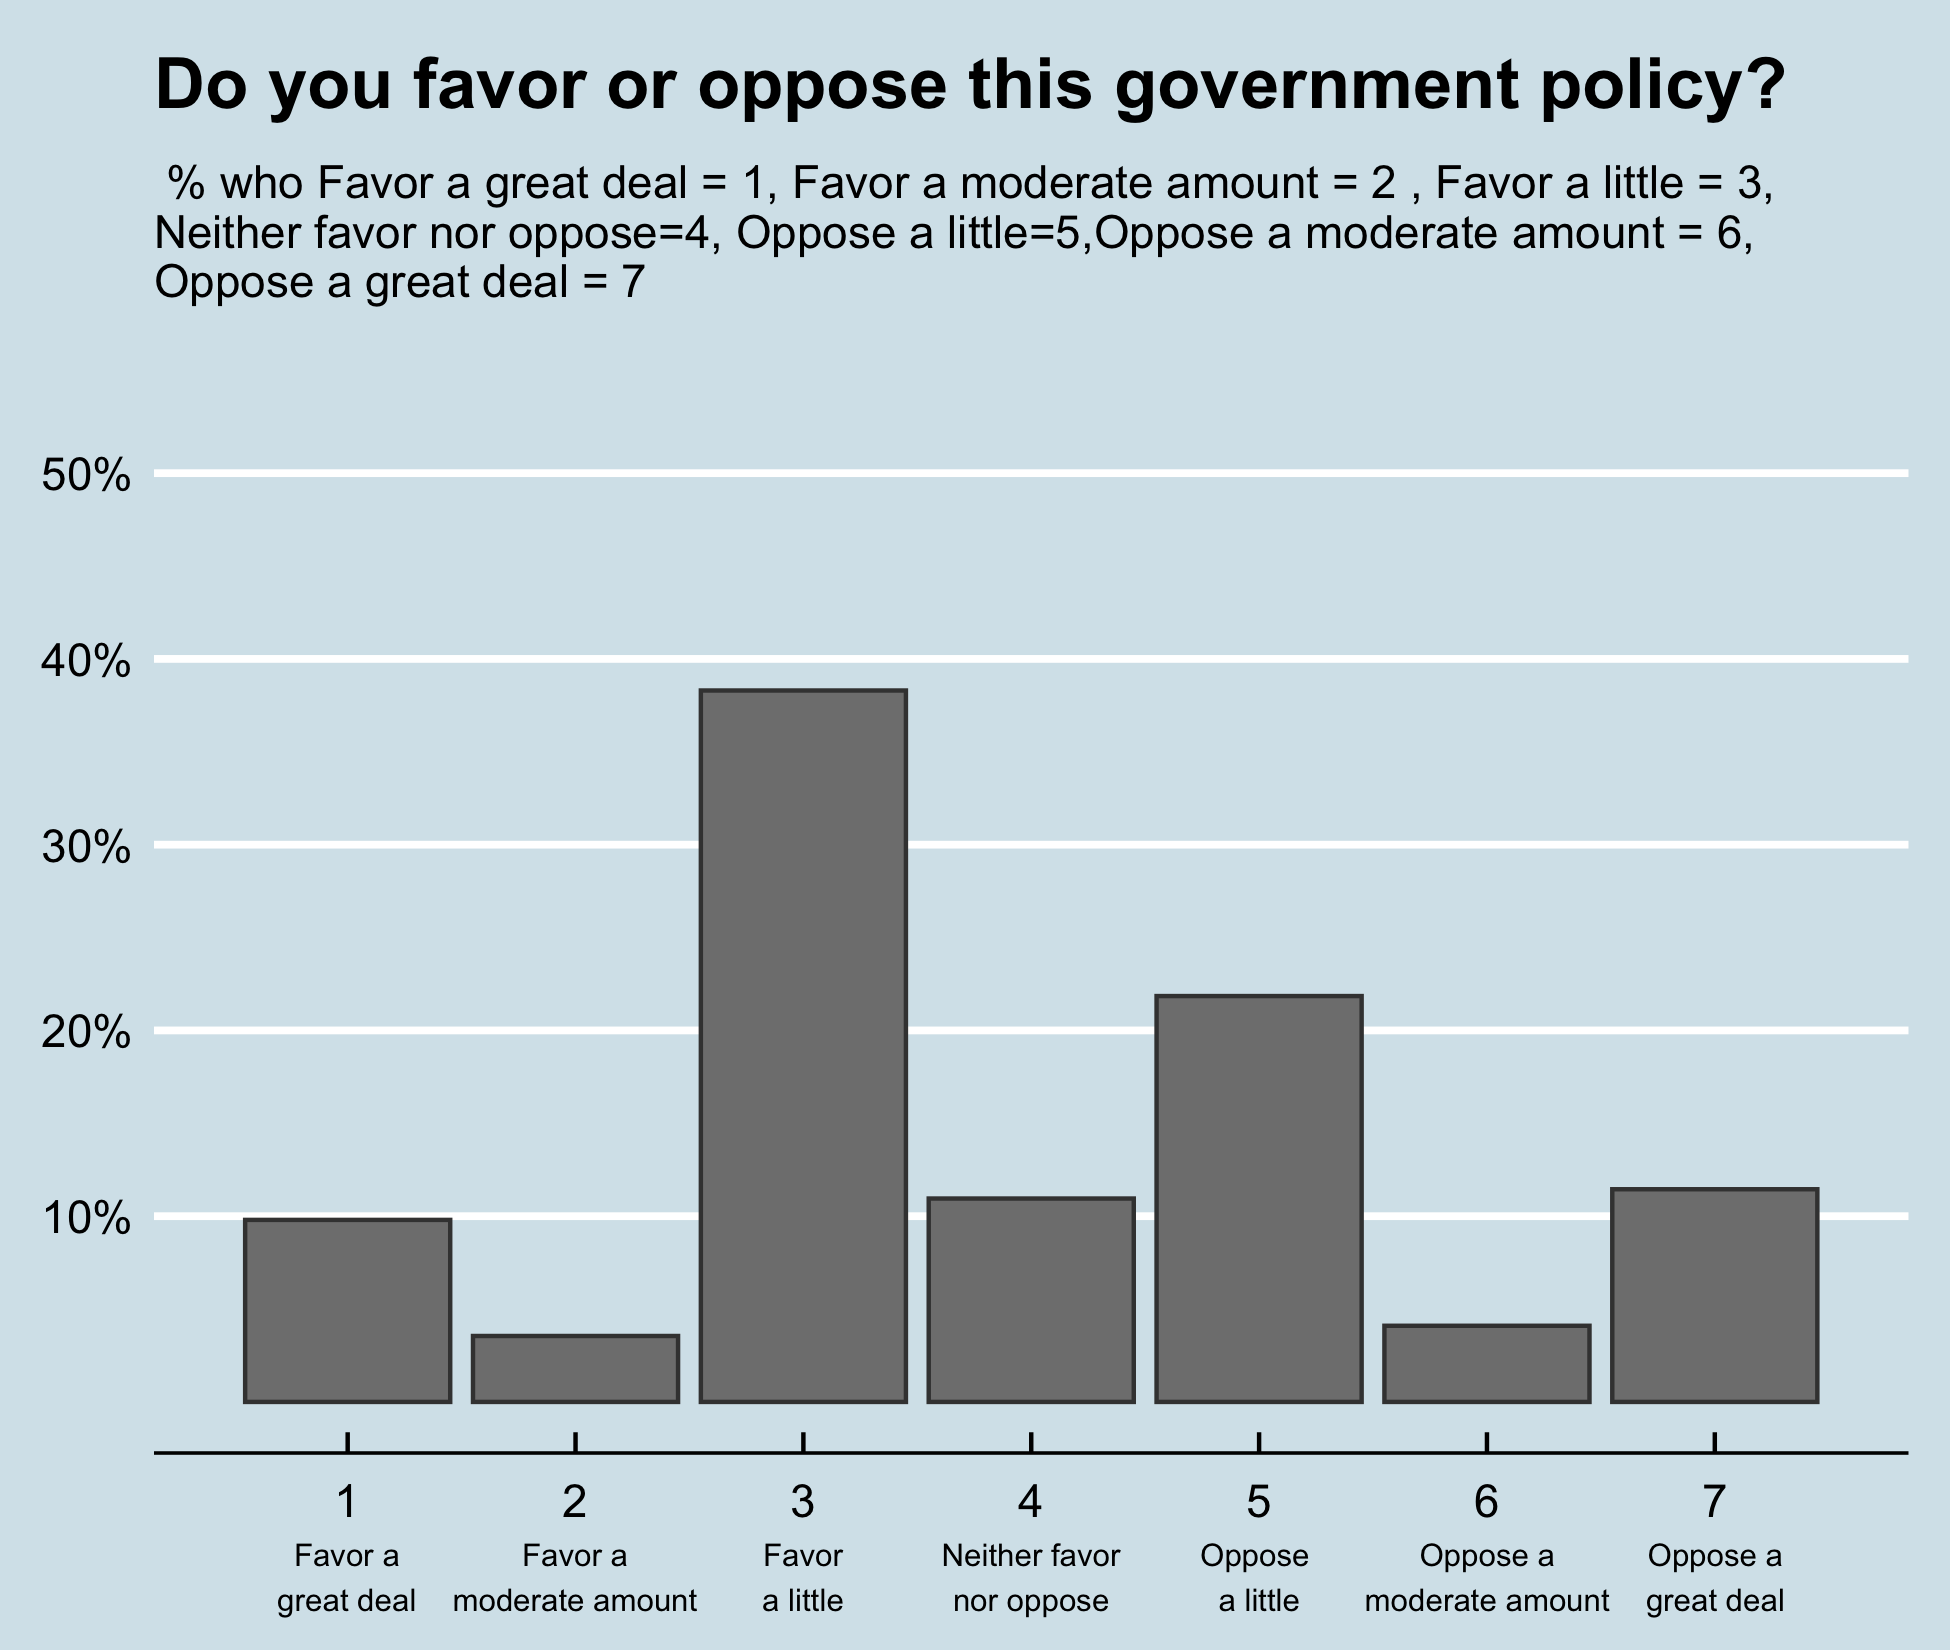 Do you favor or oppose this government policy?
% who Favor a great deal = 1, Favor a moderate amount = 2 , Favor a little = 3,
Neither favor nor oppose=4, Oppose a little=5,Oppose a moderate amount = 6,
Oppose a great deal = 7
50%
40%
30%
20%
10%
1 2 3 4 5 6 7
Favor a Favor a Favor Neither favor Oppose Oppose a Oppose a
great deal moderate amount a little nor oppose a little moderate amount great deal